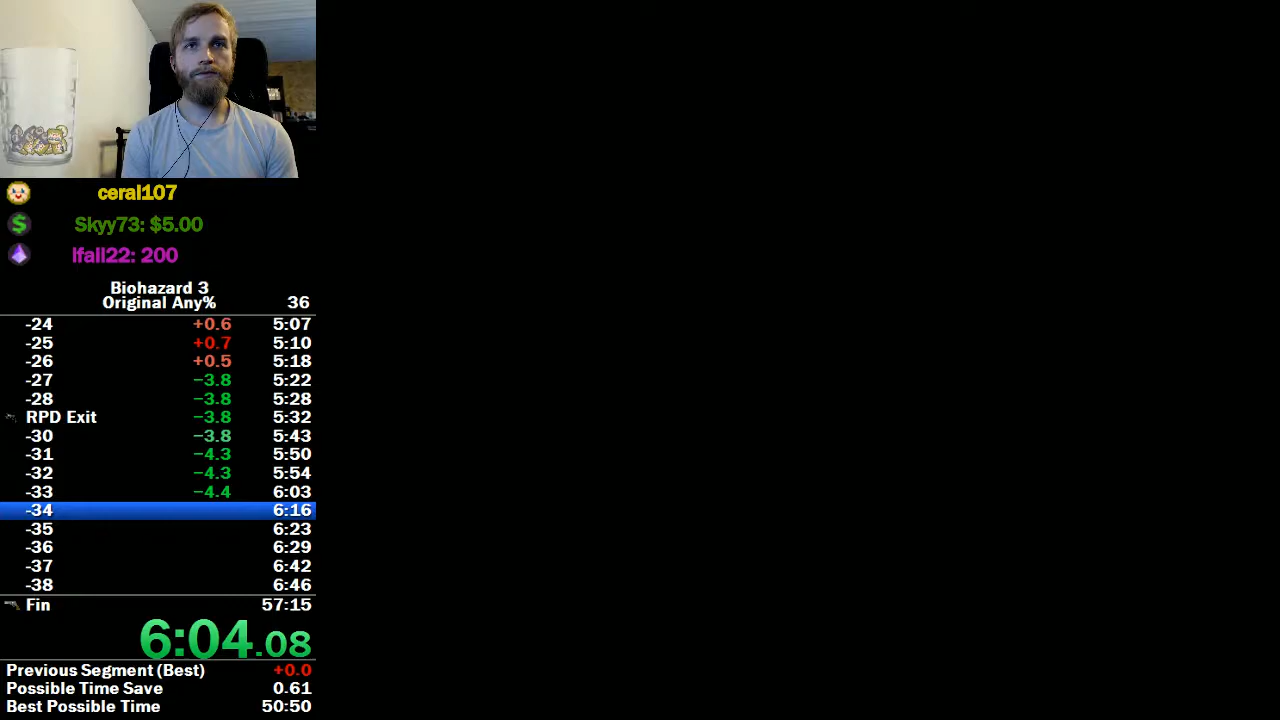 ceral107
Skyy73: $5.00
lfall22: 200
Biohazard 3
Original Any% 36
-24 +0.6 5:07
-25 +0.7 5:10
-26 +0.5 5:18
-27 −3.8 5:22
-28 −3.8 5:28
RPD Exit −3.8 5:32
-30 −3.8 5:43
-31 −4.3 5:50
-32 −4.3 5:54
-33 −4.4 6:03
-34 6:16
-35 6:23
-36 6:29
-37 6:42
-38 6:46
Fin 57:15
6:04.08
Previous Segment (Best) +0.0
Possible Time Save 0.61
Best Possible Time 50:50